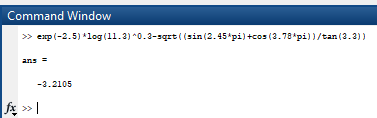 Command Window
>> exp(-2.5)*log(11.3)^0.3-sqrt((sin(2.45*pi)+cos(3.78*pi))/tan(3.3))
ans =
-3.2105
fx >>